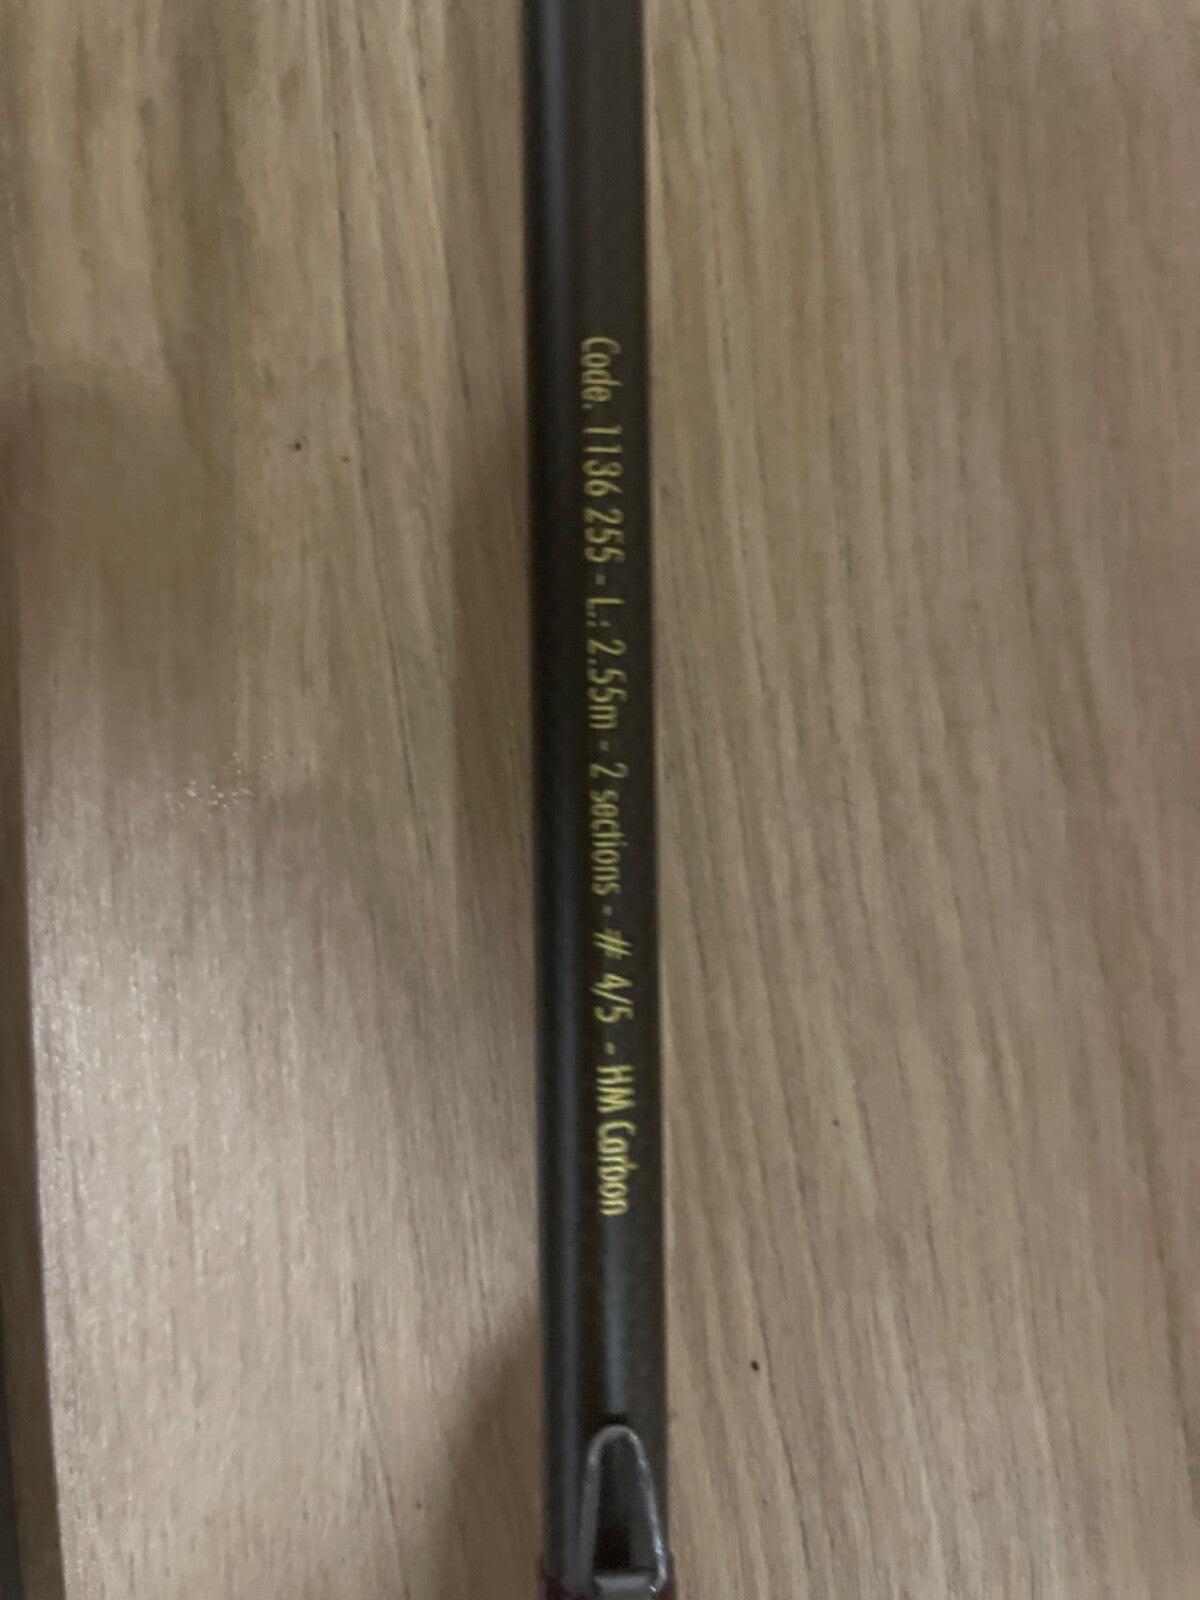 Code. 1136 255 - L.: 2.55m - 2 sections - # 4/5 - HM Carbon